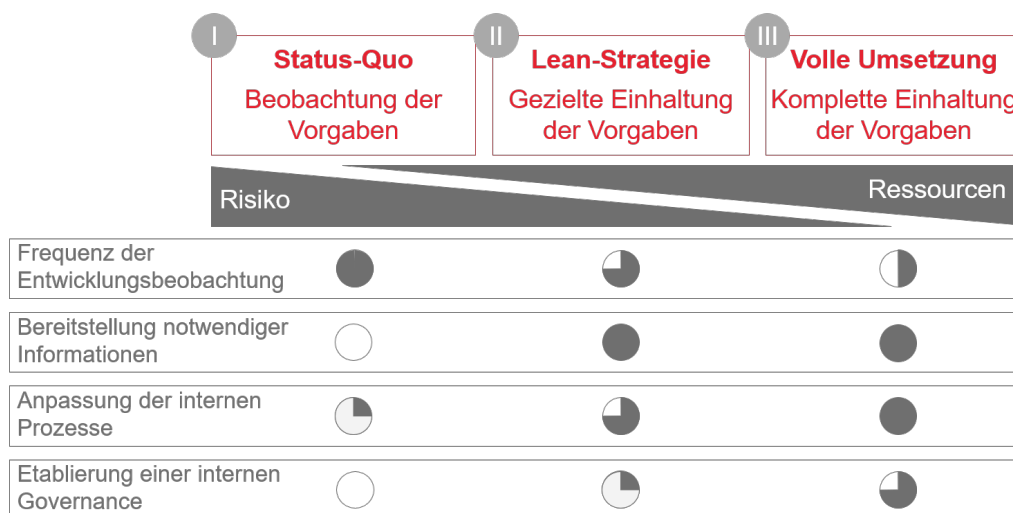 I
II
III
Status-Quo
Beobachtung der
Vorgaben
Lean-Strategie
Gezielte Einhaltung
der Vorgaben
Volle Umsetzung
Komplette Einhaltung
der Vorgaben
Risiko
Ressourcen
Frequenz der
Entwicklungsbeobachtung
Bereitstellung notwendiger
Informationen
Anpassung der internen
Prozesse
Etablierung einer internen
Governance